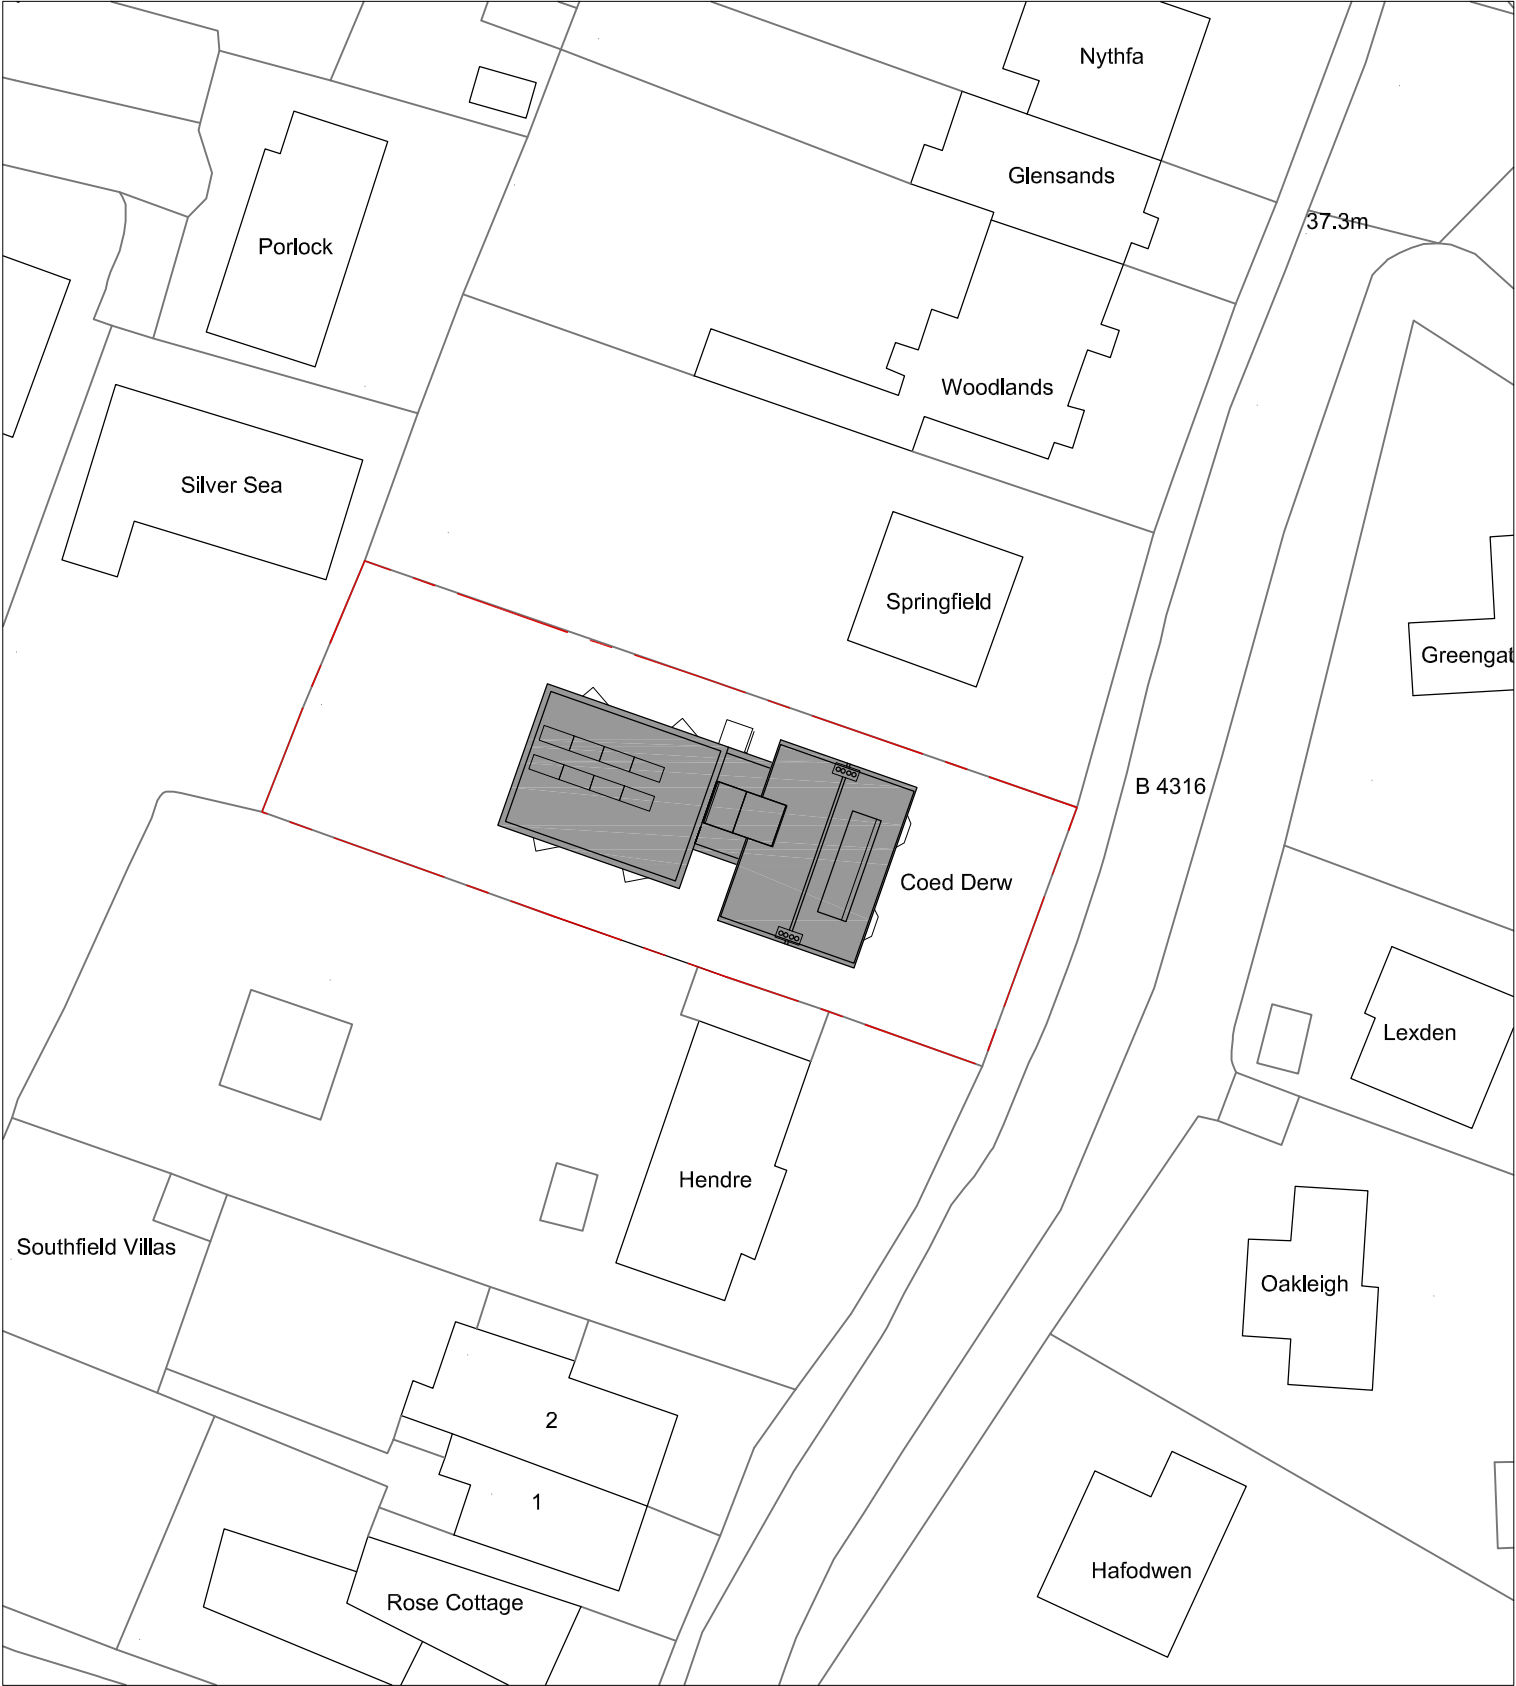 Nythfa
Glensands
37.3m
Porlock
Woodlands
Silver Sea
Springfield
Greengat
B 4316
Coed Derw
Lexden
Hendre
Southfield Villas
Oakleigh
2
1
Hafodwen
Rose Cottage